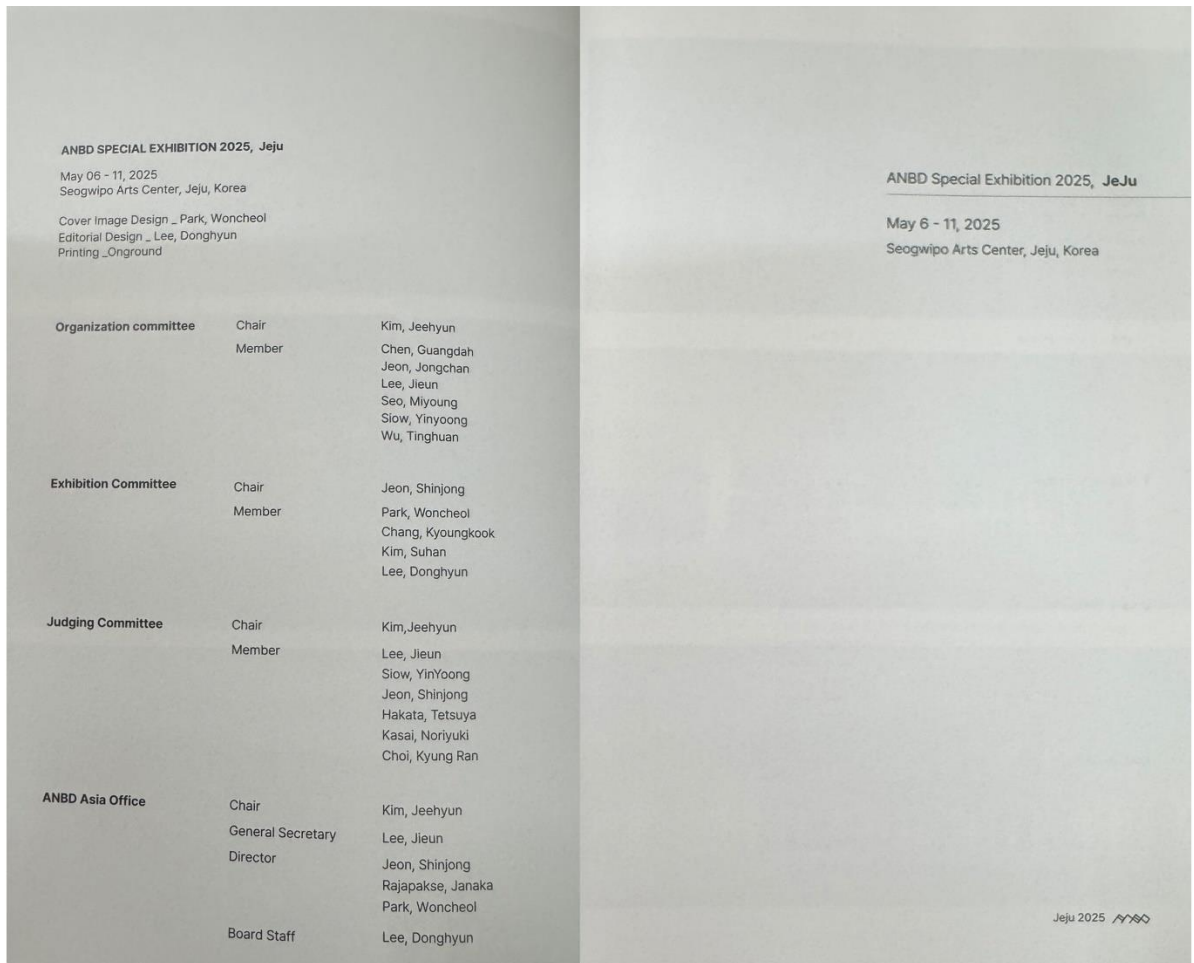 ANBD SPECIAL EXHIBITION 2025, Jeju
May 06 - 11, 2025
Seogwipo Arts Center, Jeju, Korea
Cover Image Design _ Park, Woncheol
Editorial Design _ Lee, Donghyun
Printing _Onground
Organization committee Chair Kim, Jeehyun
Member Chen, Guangdah
Jeon, Jongchan
Lee, Jieun
Seo, Miyoung
Siow, Yinyoong
Wu, Tinghuan
Exhibition Committee Chair Jeon, Shinjong
Member Park, Woncheol
Chang, Kyoungkook
Kim, Suhan
Lee, Donghyun
Judging Committee Chair Kim,Jeehyun
Member Lee, Jieun
Siow, YinYoong
Jeon, Shinjong
Hakata, Tetsuya
Kasai, Noriyuki
Choi, Kyung Ran
ANBD Asia Office Chair Kim, Jeehyun
General Secretary Lee, Jieun
Director Jeon, Shinjong
Rajapakse, Janaka
Park, Woncheol
Board Staff Lee, Donghyun
ANBD Special Exhibition 2025, JeJu
May 6 - 11, 2025
Seogwipo Arts Center, Jeju, Korea
Jeju 2025